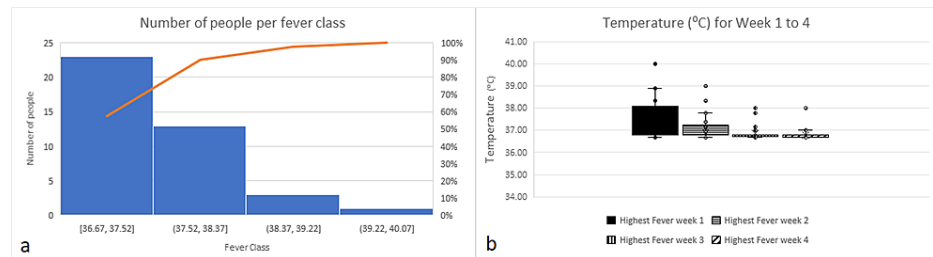 Number of people per fever class
25
20
15
10
5
0
Number of people
100%
90%
80%
70%
60%
50%
40%
30%
20%
10%
0%
[36.67, 37.52]
(37.52, 38.37]
(38.37, 39.22]
(39.22, 40.07]
Fever Class
a
Temperature (⁰C) for Week 1 to 4
41.00
40.00
39.00
38.00
37.00
36.00
35.00
34.00
Temperature (⁰C)
Highest Fever week 1
Highest Fever week 2
Highest Fever week 3
Highest Fever week 4
b